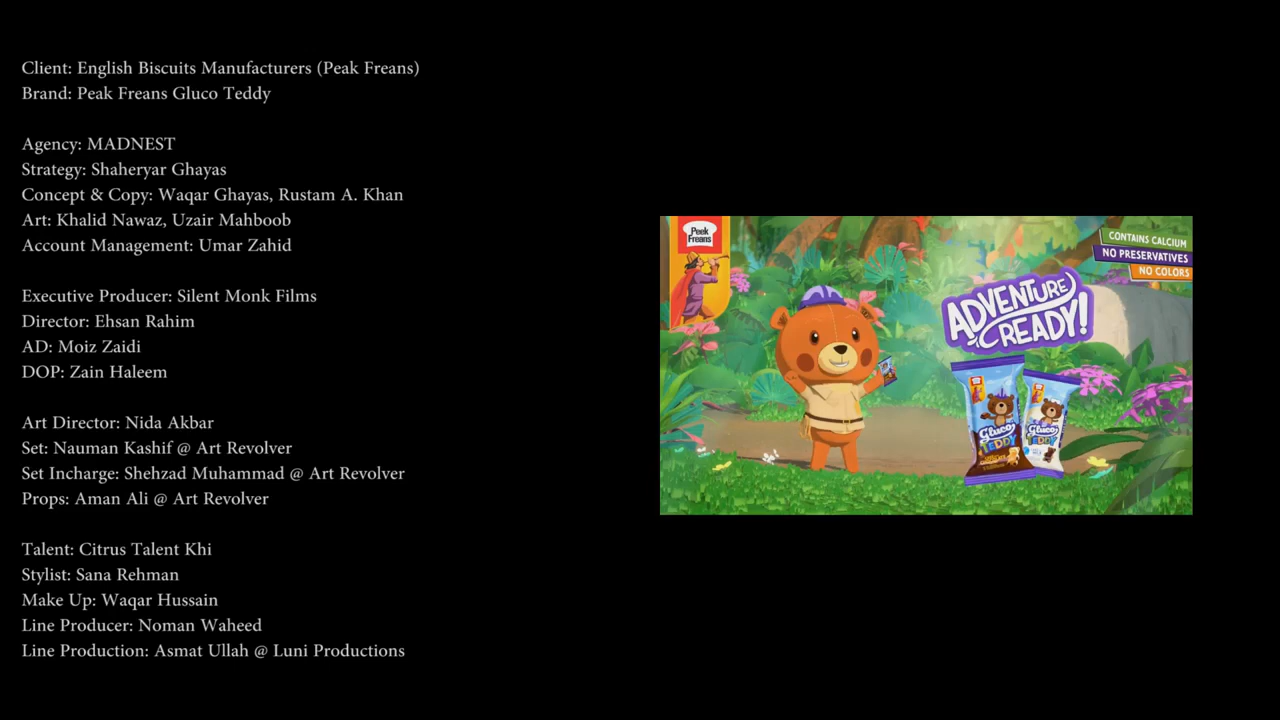 Client: English Biscuits Manufacturers (Peak Freans)
Brand: Peak Freans Gluco Teddy
Agency: MADNEST
Strategy: Shaheryar Ghayas
Concept & Copy: Waqar Ghayas, Rustam A. Khan
Art: Khalid Nawaz, Uzair Mahboob
Account Management: Umar Zahid
Executive Producer: Silent Monk Films
Director: Ehsan Rahim
AD: Moiz Zaidi
DOP: Zain Haleem
Art Director: Nida Akbar
Set: Nauman Kashif @ Art Revolver
Set Incharge: Shehzad Muhammad @ Art Revolver
Props: Aman Ali @ Art Revolver
Talent: Citrus Talent Khi
Stylist: Sana Rehman
Make Up: Waqar Hussain
Line Producer: Noman Waheed
Line Production: Asmat Ullah @ Luni Productions
Peek
Freans
CONTAINS CALCIUM
NO PRESERVATIVES
NO COLORS
ADVENTURE
READY!
Gluco
TEDDY
Gluco
TEDDY